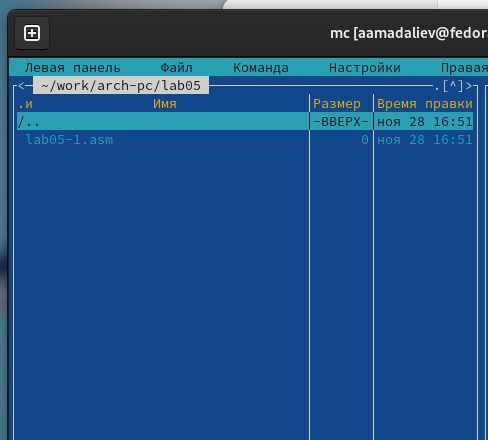 mc [aamadaliev@fedor
Левая панель Файл Команда Настройки Правая
<- ~/work/arch-pc/lab05 .[^]>
.и Имя Размер Время правки
/.. -ВВЕРХ- ноя 28 16:51
lab05-1.asm 0 ноя 28 16:51